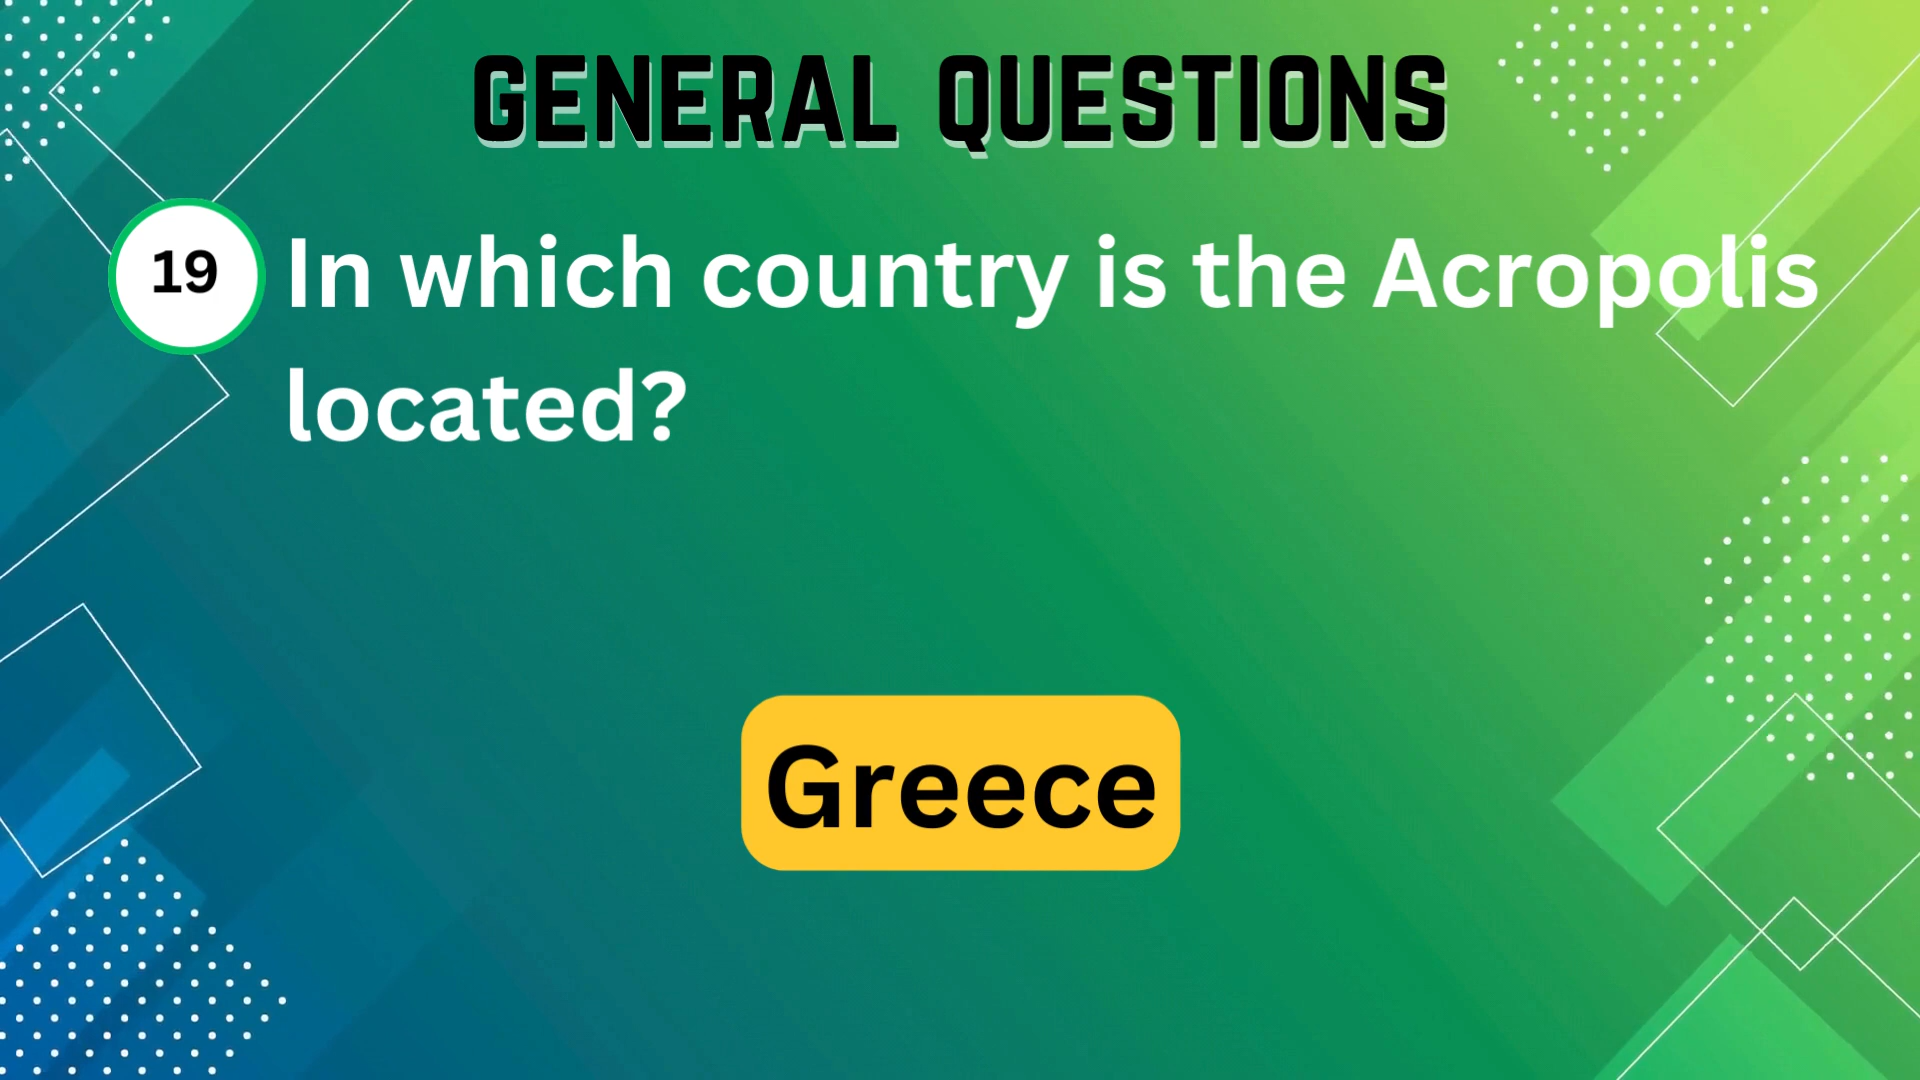 GENERAL QUESTIONS
19
In which country is the Acropolis
located?
Greece